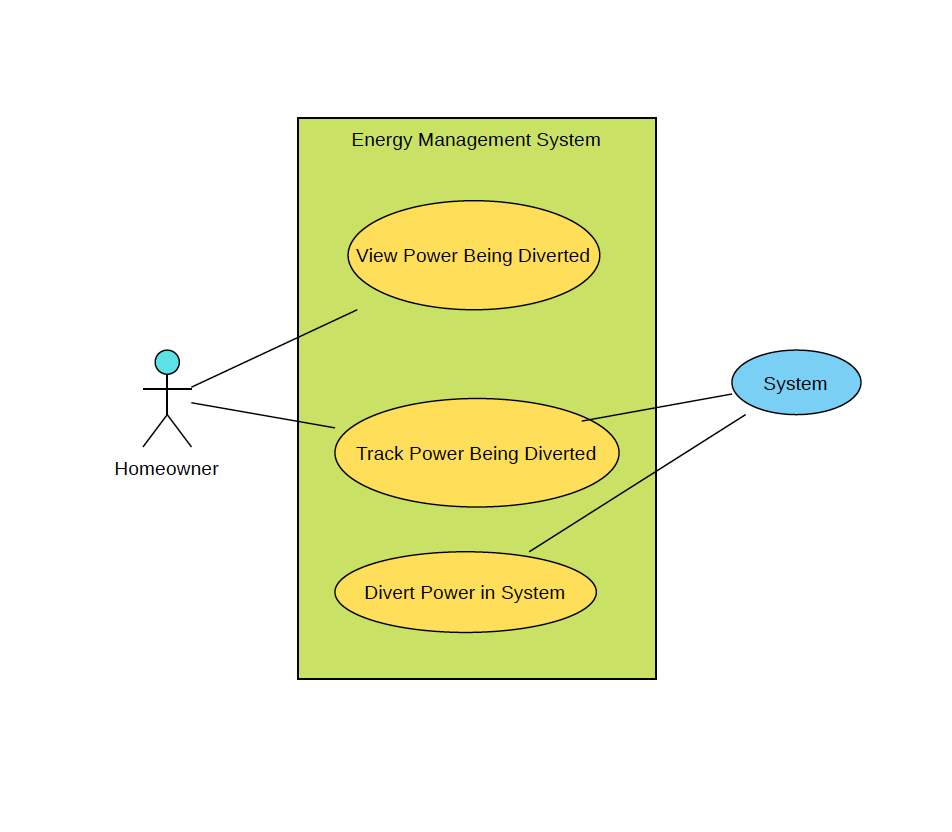 Energy Management System
View Power Being Diverted
System
Track Power Being Diverted
Homeowner
Divert Power in System